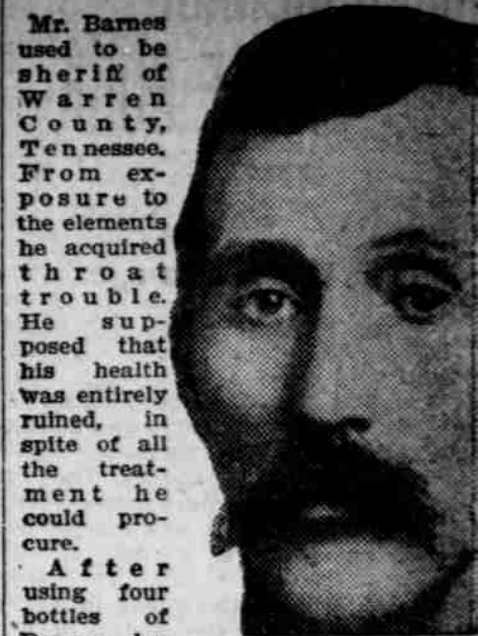 Mr. Barnes
used to be
sheriff of
Warren
County,
Tennessee.
From ex-
posure to
the elements
he acquired
throat
trouble.
He sup-
posed that
his health
was entirely
ruined, in
spite of all
the treat-
ment he
could pro-
cure.
After
using four
bottles of